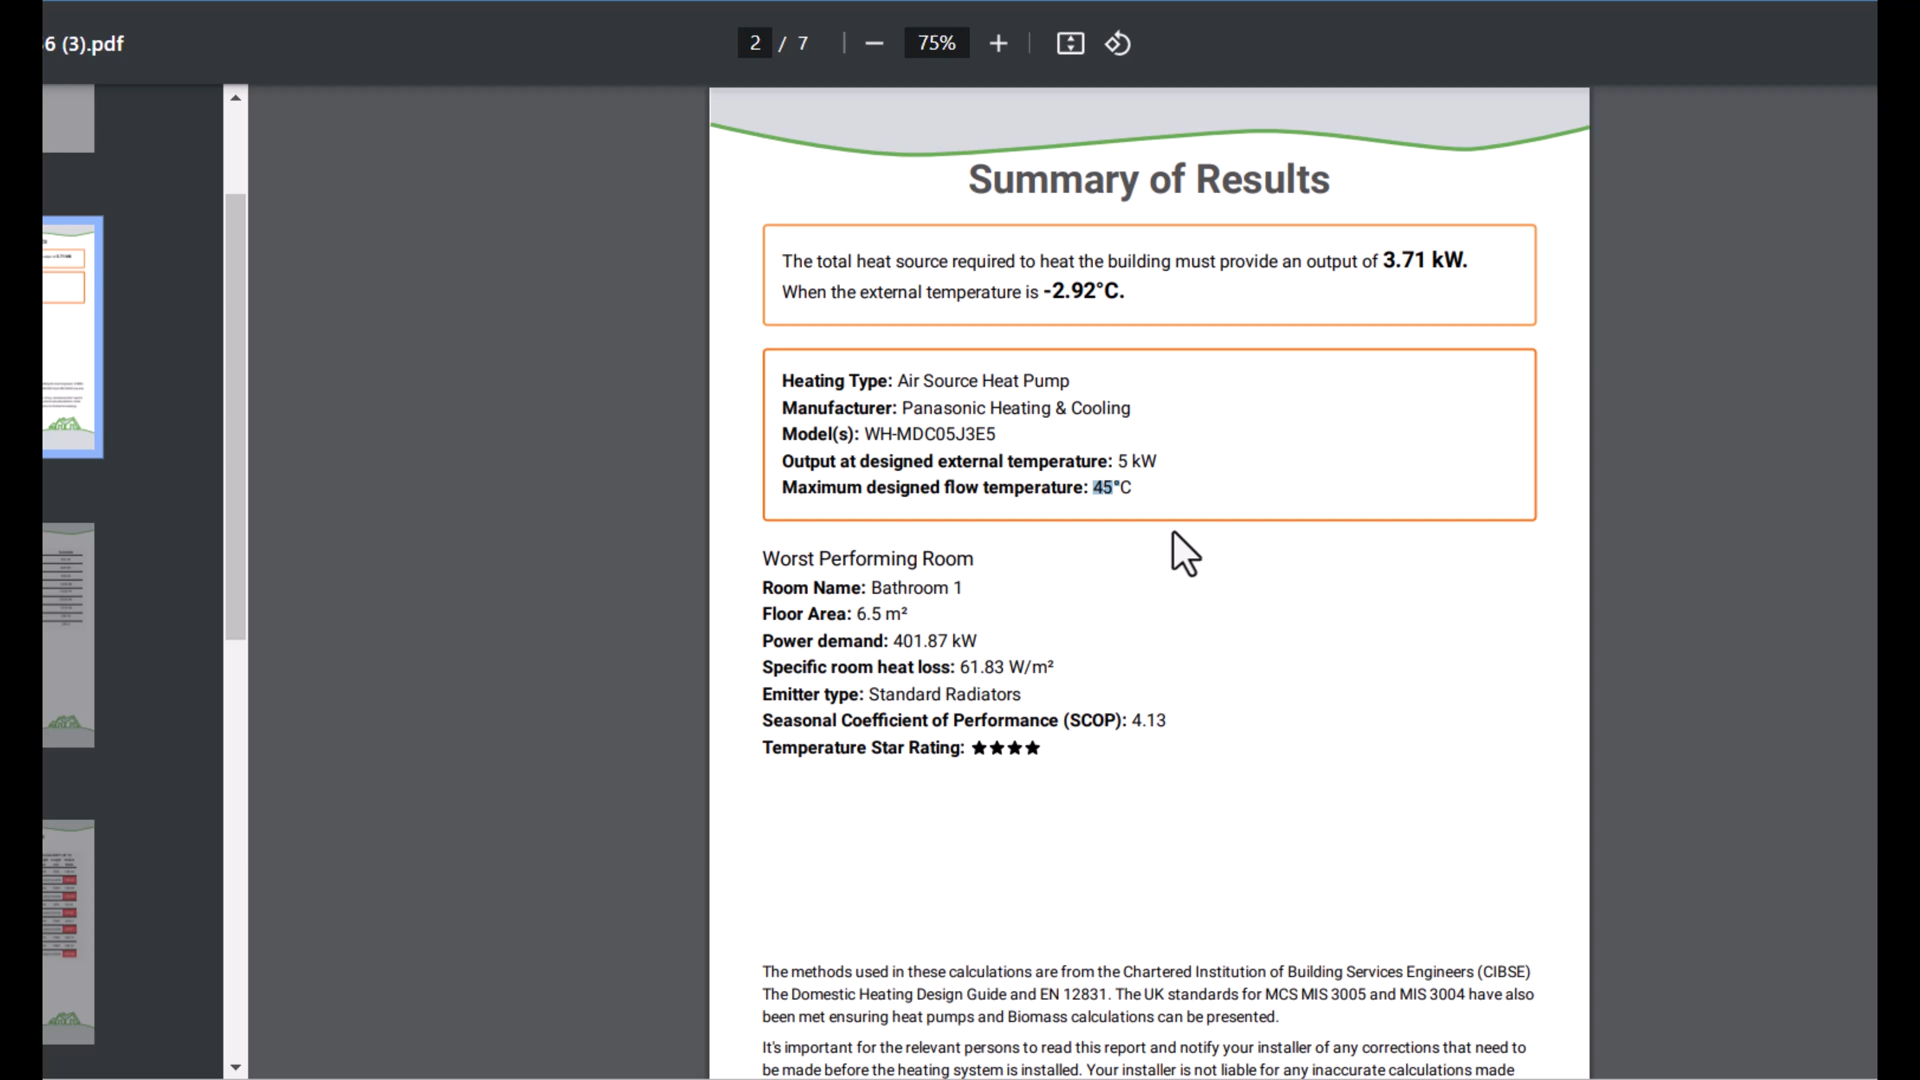 6 (3).pdf
2 / 7
75%
Summary of Results
The total heat source required to heat the building must provide an output of 3.71 kW.
When the external temperature is -2.92°C.
Heating Type: Air Source Heat Pump
Manufacturer: Panasonic Heating & Cooling
Model(s): WH-MDC05J3E5
Output at designed external temperature: 5 kW
Maximum designed flow temperature: 45°C
Worst Performing Room
Room Name: Bathroom 1
Floor Area: 6.5 m²
Power demand: 401.87 kW
Specific room heat loss: 61.83 W/m²
Emitter type: Standard Radiators
Seasonal Coefficient of Performance (SCOP): 4.13
Temperature Star Rating: ★★★★
The methods used in these calculations are from the Chartered Institution of Building Services Engineers (CIBSE)
The Domestic Heating Design Guide and EN 12831. The UK standards for MCS MIS 3005 and MIS 3004 have also
been met ensuring heat pumps and Biomass calculations can be presented.
It's important for the relevant persons to read this report and notify your installer of any corrections that need to
be made before the heating system is installed. Your installer is not liable for any inaccurate calculations made